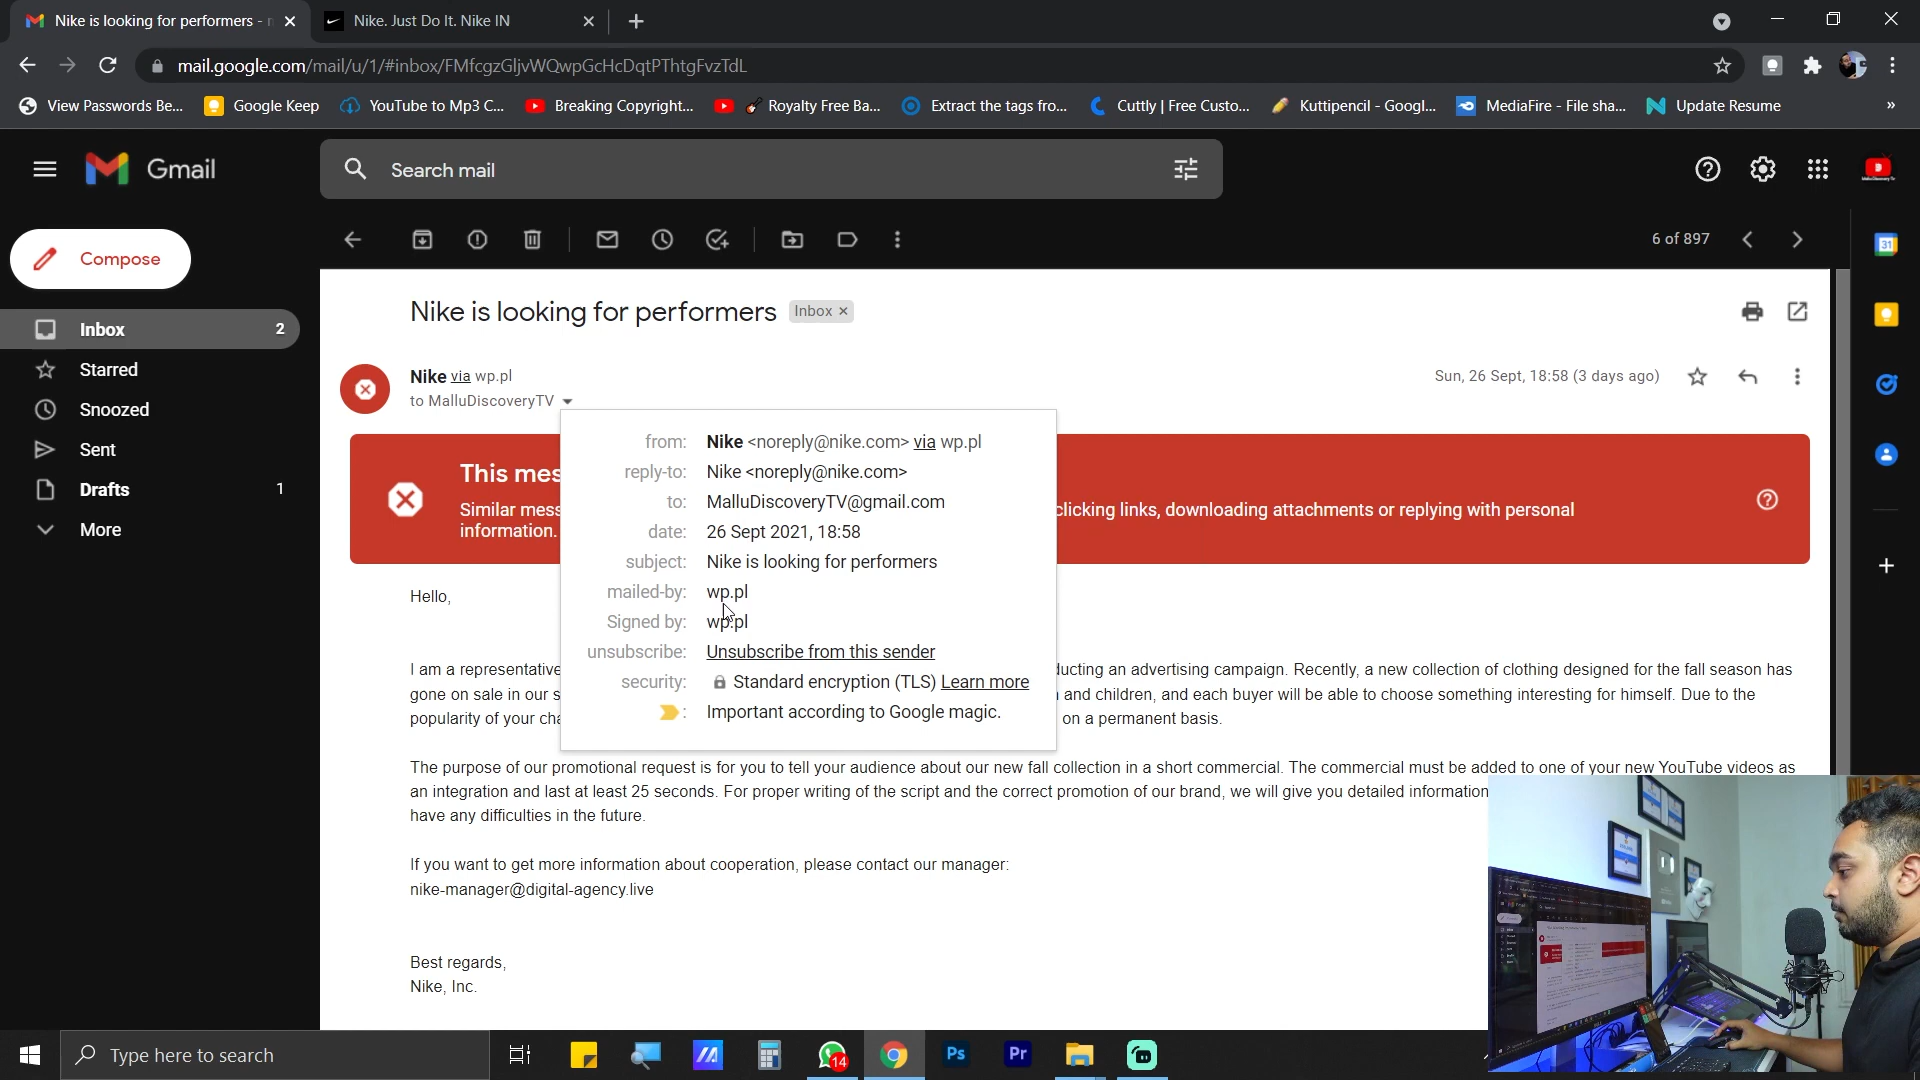 Nike is looking for performers -
Nike. Just Do It. Nike IN
mail.google.com/mail/u/1/#inbox/FMfcgzGljvWQwpGcHcDqtPThtgFvzTdL
View Passwords Be...
Google Keep
YouTube to Mp3 C...
Breaking Copyright...
Royalty Free Ba...
Extract the tags fro...
Cuttly | Free Custo...
Kuttipencil - Googl...
MediaFire - File sha...
Update Resume
»
Gmail
Search mail
Compose
6 of 897
Inbox 2
Starred
Snoozed
Sent
Drafts 1
More
Nike is looking for performers
Inbox ×
Nike via wp.pl
Sun, 26 Sept, 18:58 (3 days ago)
to MalluDiscoveryTV
from: Nike <noreply@nike.com> via wp.pl
reply-to: Nike <noreply@nike.com>
to: MalluDiscoveryTV@gmail.com
date: 26 Sept 2021, 18:58
subject: Nike is looking for performers
mailed-by: wp.pl
Signed by: wp.pl
unsubscribe: Unsubscribe from this sender
security: Standard encryption (TLS) Learn more
: Important according to Google magic.
This mes
Similar mess clicking links, downloading attachments or replying with personal
information.
Hello,
I am a representative ducting an advertising campaign. Recently, a new collection of clothing designed for the fall season has
gone on sale in our s and children, and each buyer will be able to choose something interesting for himself. Due to the
popularity of your cha on a permanent basis.
The purpose of our promotional request is for you to tell your audience about our new fall collection in a short commercial. The commercial must be added to one of your new YouTube videos as
an integration and last at least 25 seconds. For proper writing of the script and the correct promotion of our brand, we will give you detailed information
have any difficulties in the future.
If you want to get more information about cooperation, please contact our manager:
nike-manager@digital-agency.live
Best regards,
Nike, Inc.
31
Type here to search
14
Ps
Pr